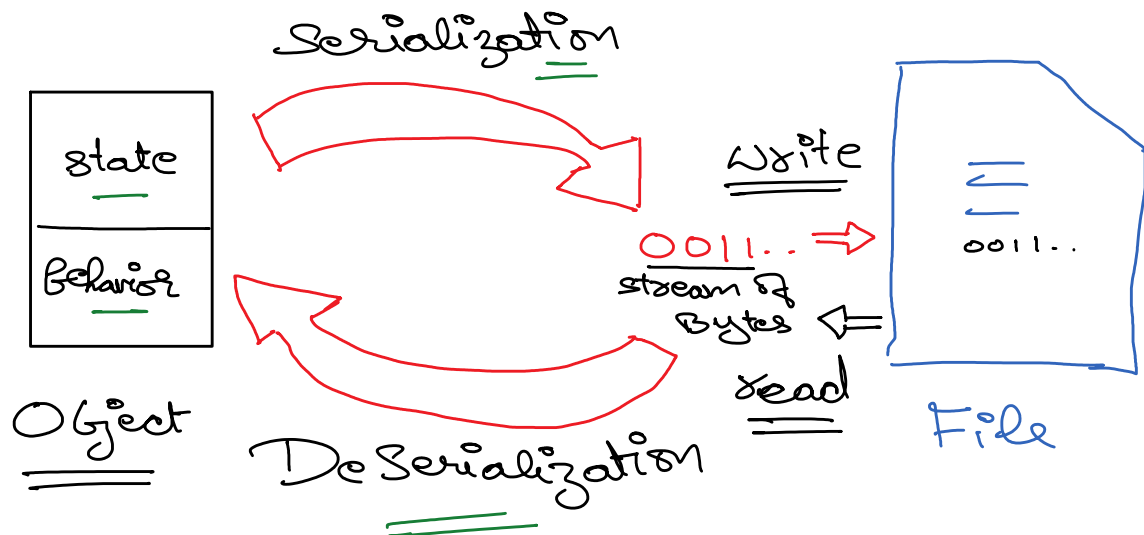 Serialization
state
Behavior
Object
write
0011..
stream of
Bytes
read
DeSerialization
0011..
File